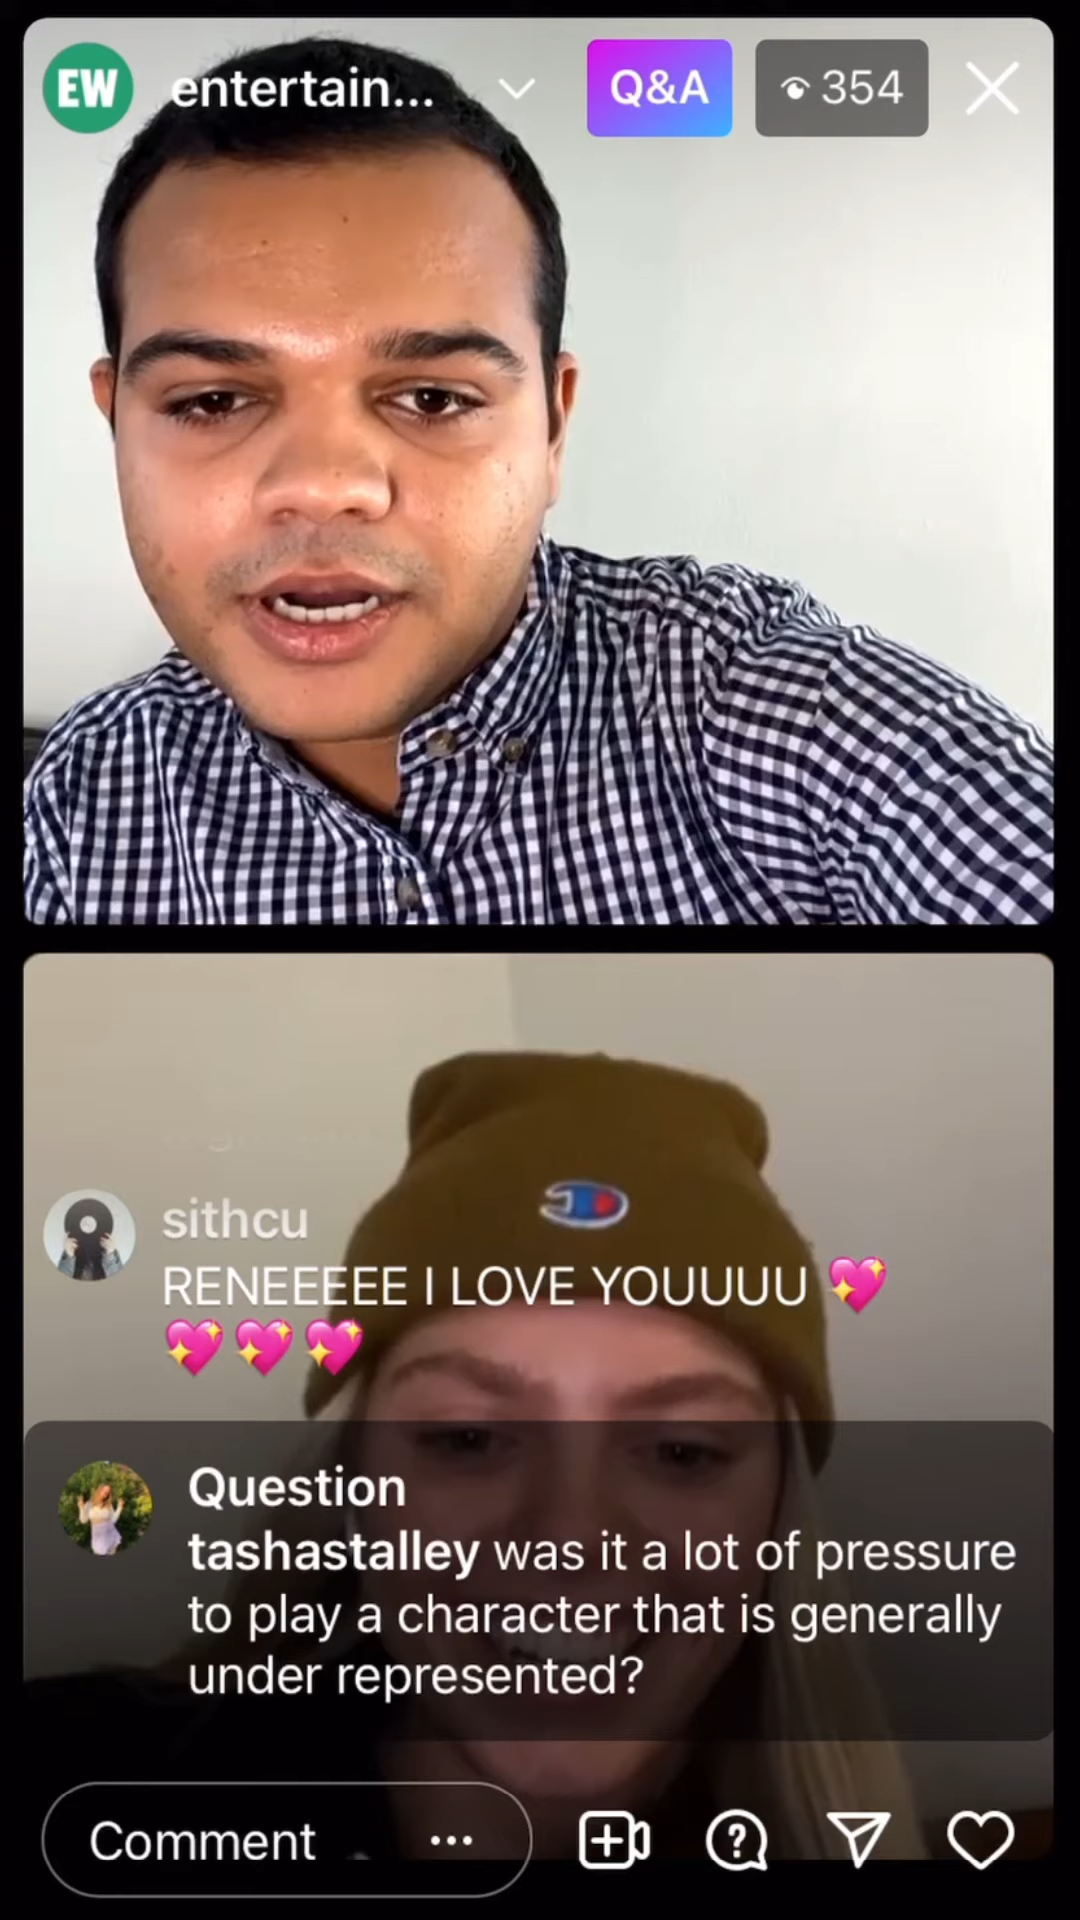 EW entertain... Q&A 354
sithcu
RENEEEEE I LOVE YOUUUU 💖
💖💖💖
Question
tashastalley was it a lot of pressure
to play a character that is generally
under represented?
Comment